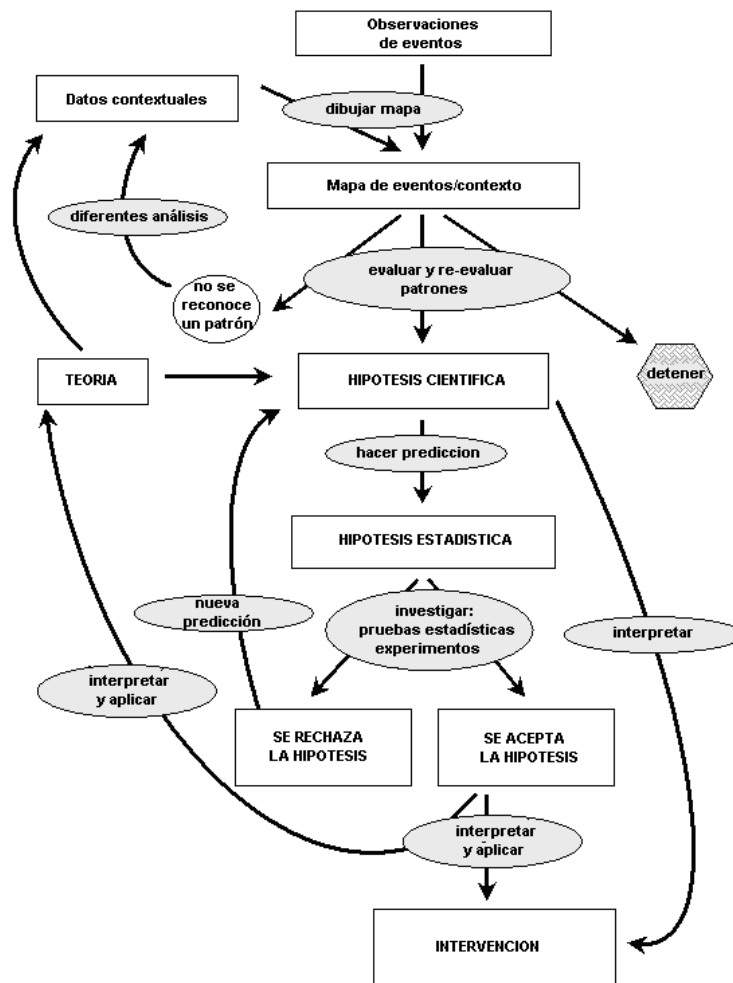 Observaciones
de eventos
Datos contextuales
dibujar mapa
Mapa de eventos/contexto
diferentes análisis
evaluar y re-evaluar
patrones
no se
reconoce
un patrón
TEORIA
HIPOTESIS CIENTIFICA
detener
hacer prediccion
HIPOTESIS ESTADISTICA
nueva
predicción
investigar:
pruebas estadísticas
experimentos
interpretar
interpretar
y aplicar
SE RECHAZA
LA HIPOTESIS
SE ACEPTA
LA HIPOTESIS
interpretar
y aplicar
INTERVENCION